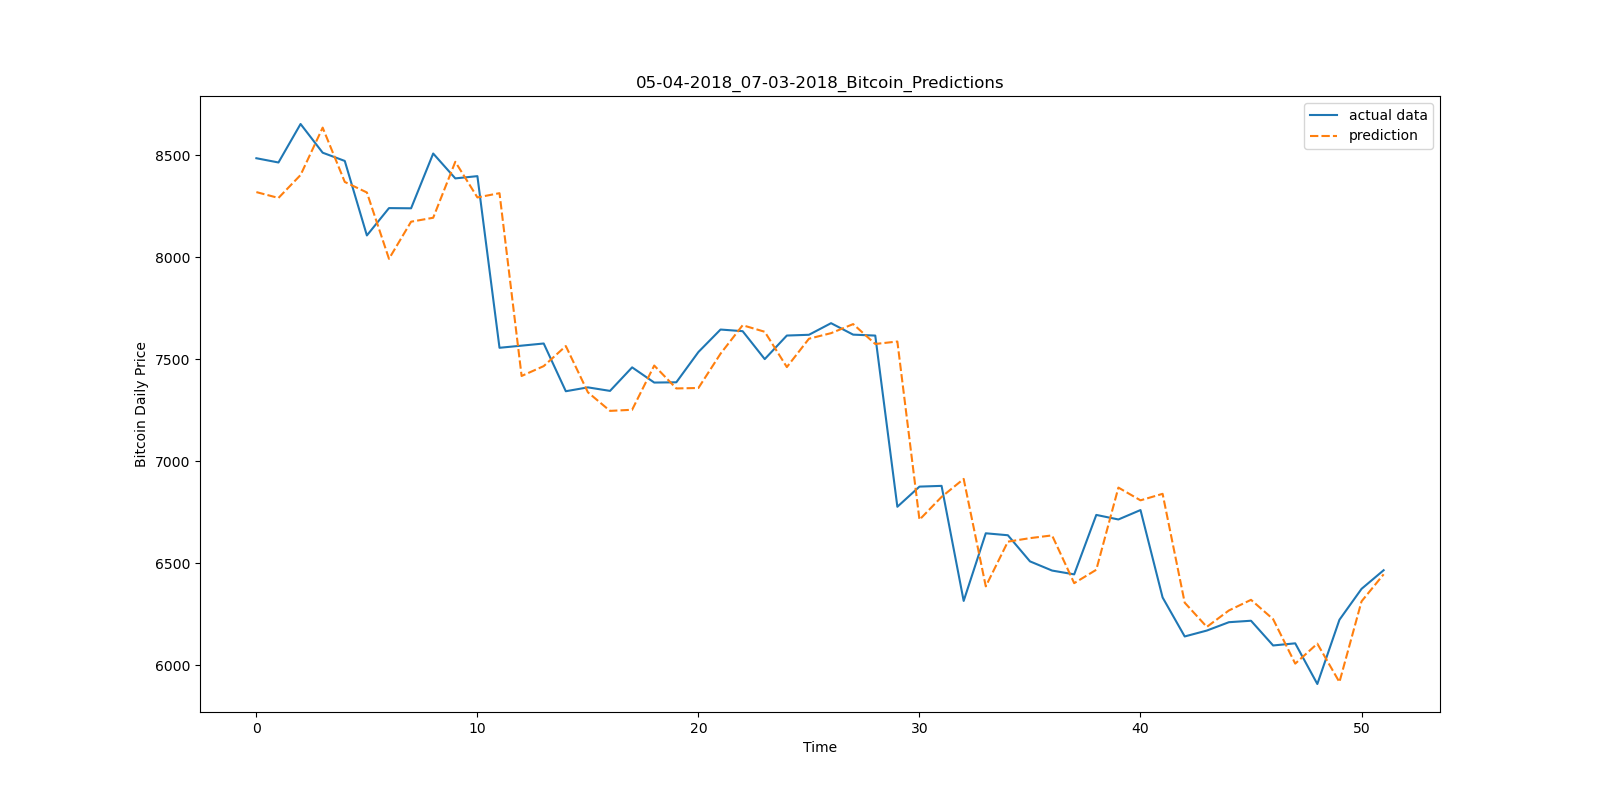 05-04-2018_07-03-2018_Bitcoin_Predictions
actual data
prediction
Bitcoin Daily Price
8500
8000
7500
7000
6500
6000
0 10 20 30 40 50
Time